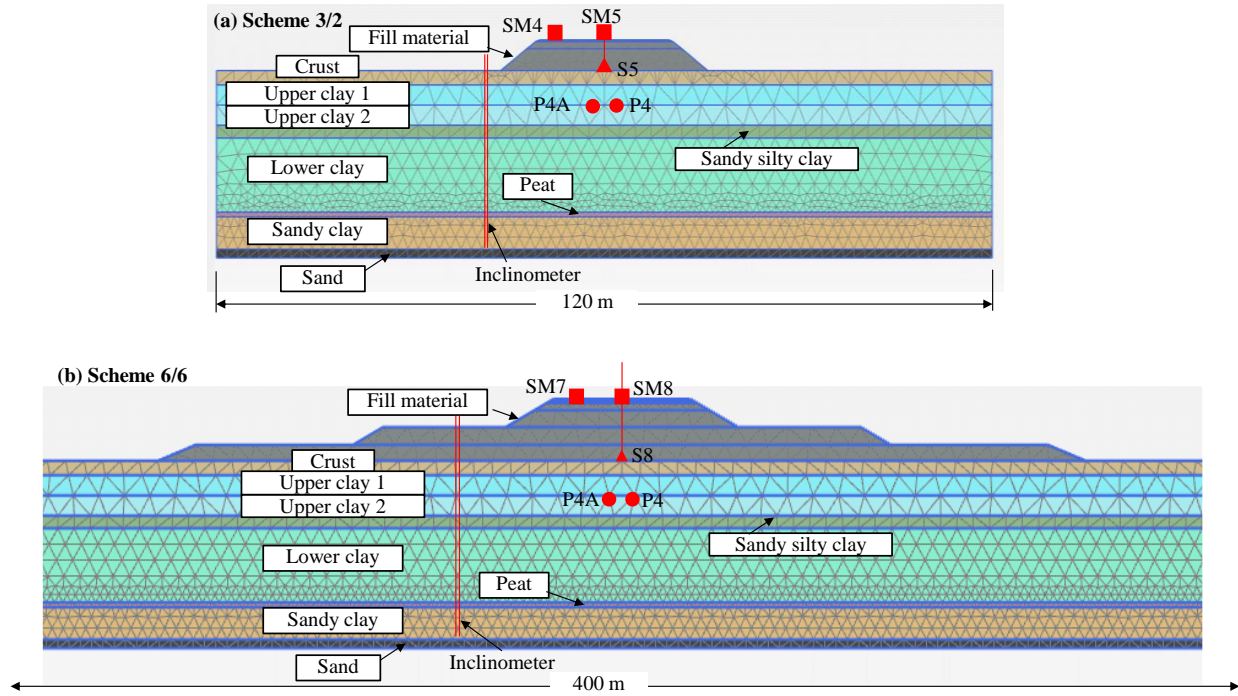 (a) Scheme 3/2
SM4
SM5
Fill material
Crust
S5
Upper clay 1
P4A
P4
Upper clay 2
Sandy silty clay
Lower clay
Peat
Sandy clay
Sand
Inclinometer
120 m
(b) Scheme 6/6
SM7
SM8
Fill material
Crust
S8
Upper clay 1
P4A
P4
Upper clay 2
Sandy silty clay
Lower clay
Peat
Sandy clay
Sand
Inclinometer
400 m